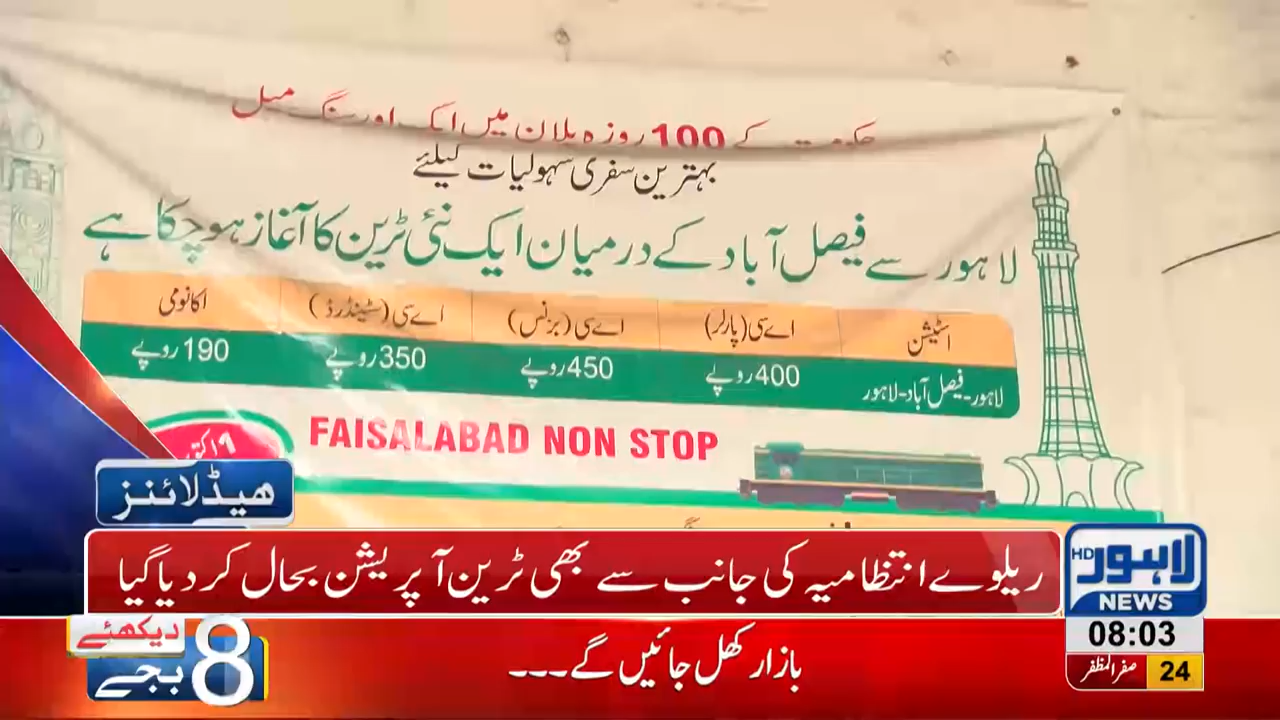 حکومت کے 100 روزہ پلان میں ایک اور سنگ میل
بہترین سفری سہولیات کیلئے
لاہور سے فیصل آباد کے درمیان ایک نئی ٹرین کا آغاز ہو چکا ہے
اسٹیشن اے سی (پارلر) اے سی (بزنس) اے سی (سٹینڈرڈ) اکانومی
لاہور-فیصل آباد-لاہور 400 روپے 450 روپے 350 روپے 190 روپے
FAISALABAD NON STOP
ھیڈلائنز
ریلوے انتظامیہ کی جانب سے بھی ٹرین آپریشن بحال کر دیا گیا
بازار کھل جائیں گے۔۔۔
دیکھئے
8 بجے
لاہور HD
NEWS
08:03
24 صفر المظفر